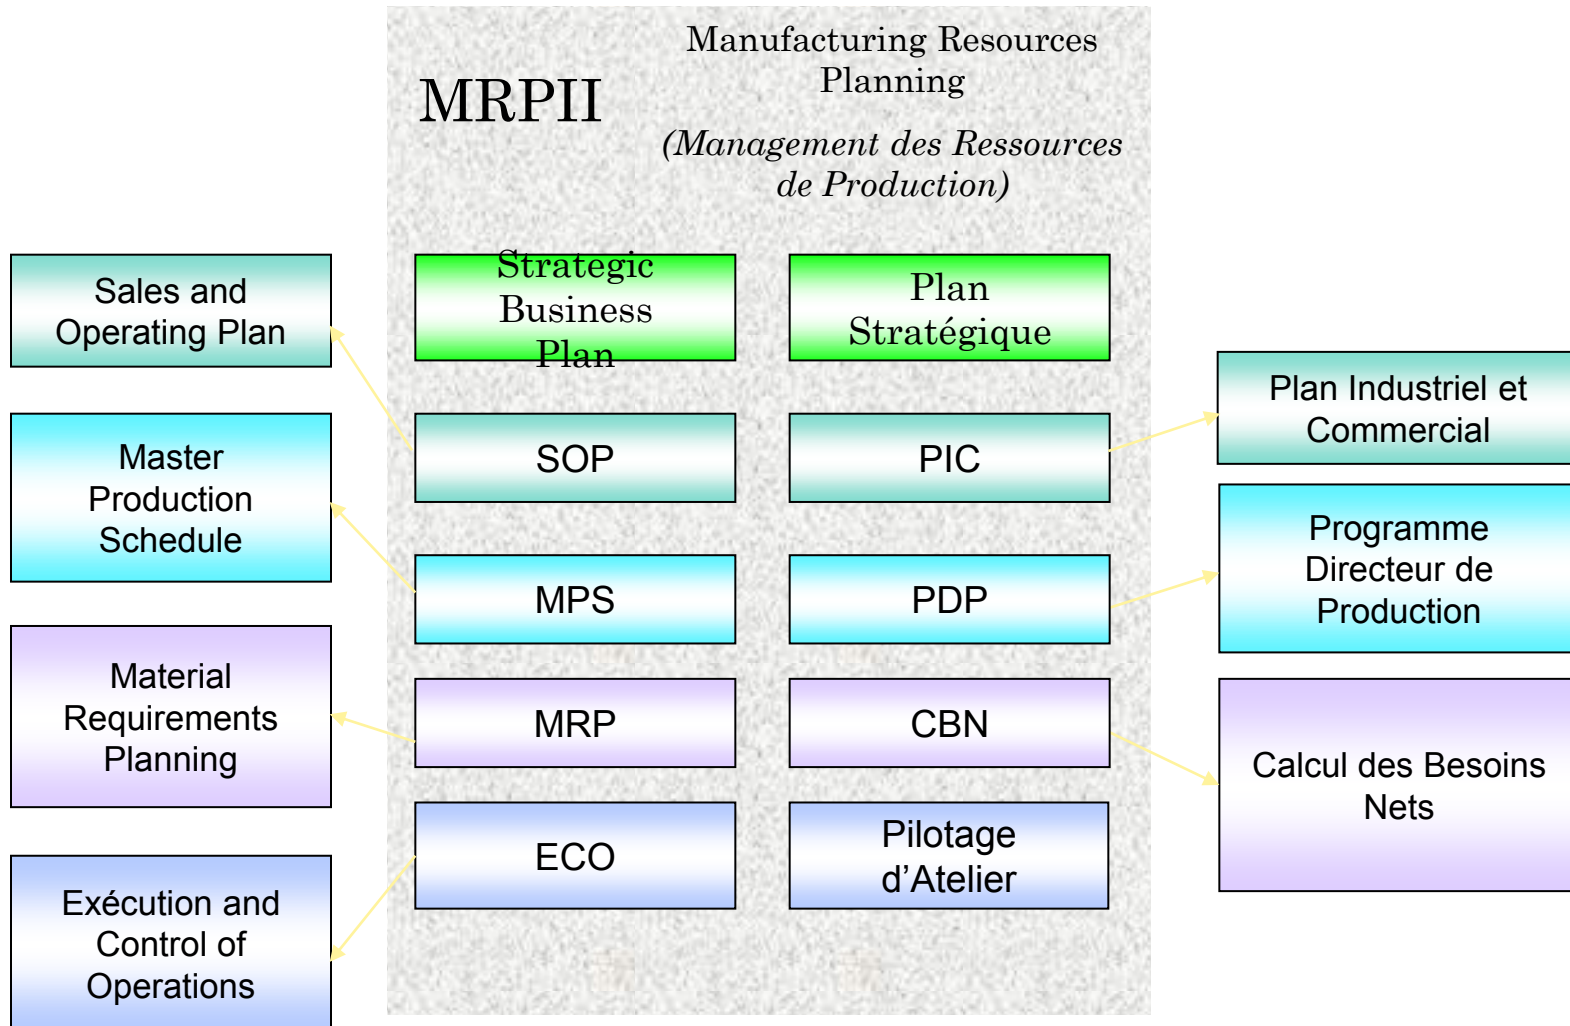 MRPII
Manufacturing Resources
Planning
(Management des Ressources
de Production)
Sales and
Operating Plan
Strategic
Business
Plan
Plan
Stratégique
Plan Industriel et
Commercial
SOP
PIC
Master
Production
Schedule
MPS
PDP
Programme
Directeur de
Production
Material
Requirements
Planning
MRP
CBN
Calcul des Besoins
Nets
ECO
Pilotage
d’Atelier
Exécution and
Control of
Operations